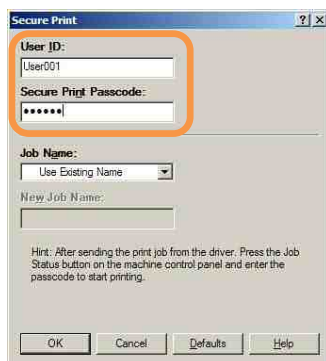 Secure Print
User ID:
User001
Secure Print Passcode:
••••••
Job Name:
Use Existing Name
New Job Name:
Hint: After sending the print job from the driver. Press the Job
Status button on the machine control panel and enter the
passcode to start printing.
OK Cancel Defaults Help